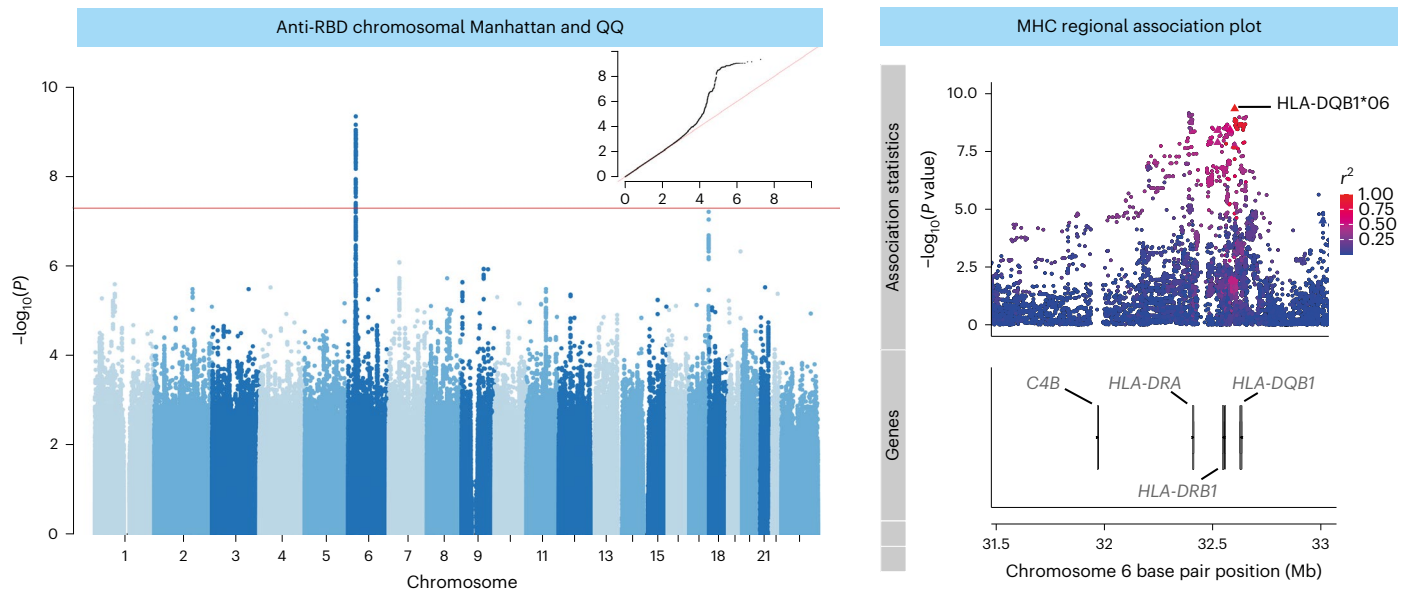 Anti-RBD chromosomal Manhattan and QQ
10
8
6
4
2
0
–log10(P)
8
6
4
2
0
0 2 4 6 8
1 2 3 4 5 6 7 8 9 11 13 15 18 21
Chromosome
MHC regional association plot
Association statistics
Genes
10.0
7.5
5.0
2.5
0
–log10(P value)
HLA-DQB1*06
r2
1.00
0.75
0.50
0.25
C4B HLA-DRA HLA-DQB1
HLA-DRB1
31.5 32 32.5 33
Chromosome 6 base pair position (Mb)